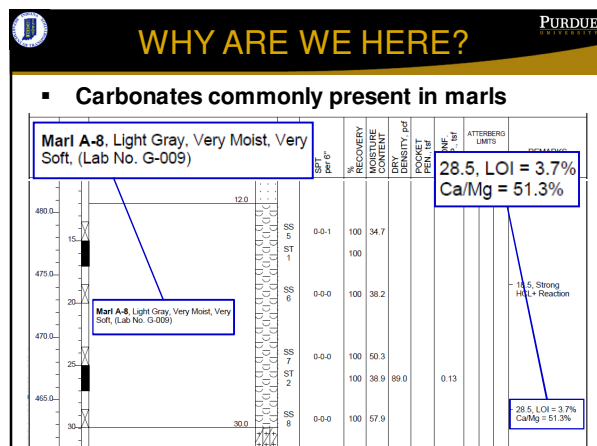 PURDUE
UNIVERSITY
WHY ARE WE HERE?
▪ Carbonates commonly present in marls
Marl A-8, Light Gray, Very Moist, Very
Soft, (Lab No. G-009)
SPT
per 6"
% RECOVERY
MOISTURE
CONTENT
DRY
DENSITY, pcf
POCKET
PEN., tsf
ATTERBERG
LIMITS
REMARKS
28.5, LOI = 3.7%
Ca/Mg = 51.3%
480.0
12.0
15
SS
5
0-0-1 100 34.7
ST
1
100
475.0
20
SS
6
0-0-0 100 38.2
18.5, Strong
HCL+ Reaction
Marl A-8, Light Gray, Very Moist, Very
Soft, (Lab No. G-009)
470.0
25
SS
7
0-0-0 100 50.3
ST
2
100 38.9 89.0 0.13
465.0
30
30.0
SS
8
0-0-0 100 57.9
28.5, LOI = 3.7%
Ca/Mg = 51.3%